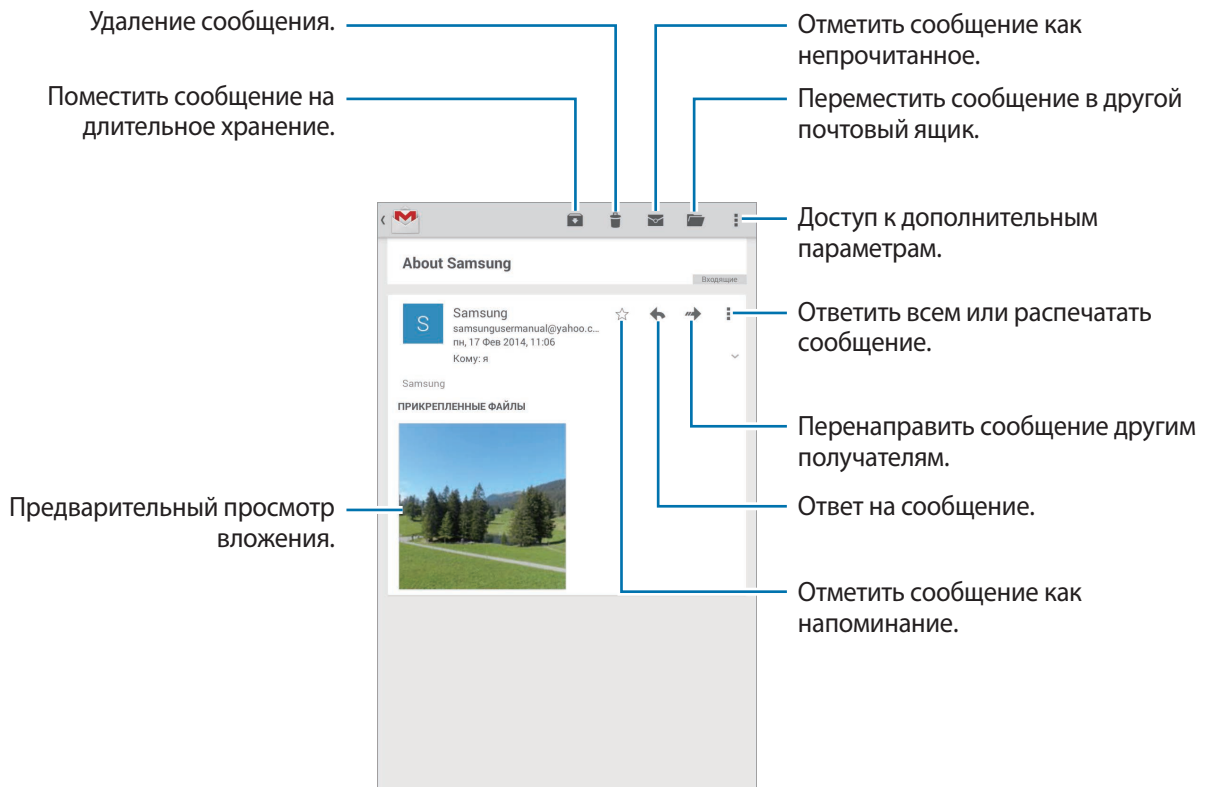 Удаление сообщения.
Поместить сообщение на
длительное хранение.
Отметить сообщение как
непрочитанное.
Переместить сообщение в другой
почтовый ящик.
Доступ к дополнительным
параметрам.
About Samsung
Входящие
S
Samsung
samsungusermanual@yahoo.c...
пн, 17 Фев 2014, 11:06
Кому: я
Samsung
ПРИКРЕПЛЕННЫЕ ФАЙЛЫ
Ответить всем или распечатать
сообщение.
Перенаправить сообщение другим
получателям.
Предварительный просмотр
вложения.
Ответ на сообщение.
Отметить сообщение как
напоминание.